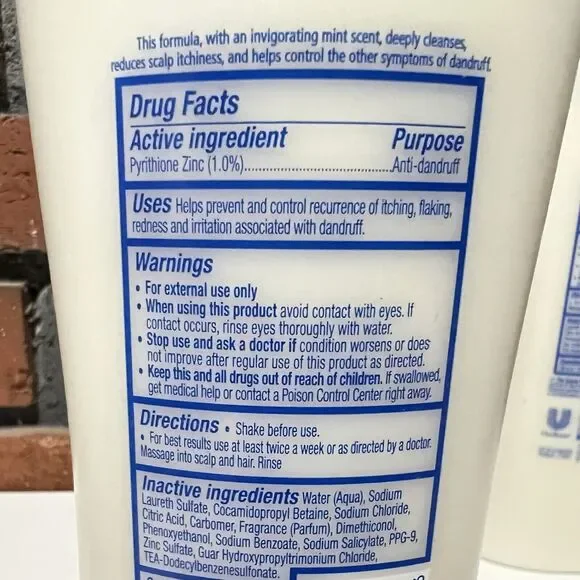 This formula, with an invigorating mint scent, deeply cleanses,
reduces scalp itchiness, and helps control the other symptoms of dandruff.
Drug Facts
Active ingredient Purpose
Pyrithione Zinc (1.0%)..........................................Anti-dandruff
Uses Helps prevent and control recurrence of itching, flaking,
redness and irritation associated with dandruff.
Warnings
• For external use only
• When using this product avoid contact with eyes. If
contact occurs, rinse eyes thoroughly with water.
• Stop use and ask a doctor if condition worsens or does
not improve after regular use of this product as directed.
• Keep this and all drugs out of reach of children. If swallowed,
get medical help or contact a Poison Control Center right away.
Directions • Shake before use.
• For best results use at least twice a week or as directed by a doctor.
Massage into scalp and hair. Rinse
Inactive ingredients Water (Aqua), Sodium
Laureth Sulfate, Cocamidopropyl Betaine, Sodium Chloride,
Citric Acid, Carbomer, Fragrance (Parfum), Dimethiconol,
Phenoxyethanol, Sodium Benzoate, Sodium Salicylate, PPG-9,
Zinc Sulfate, Guar Hydroxypropyltrimonium Chloride,
TEA-Dodecylbenzenesulfonate.